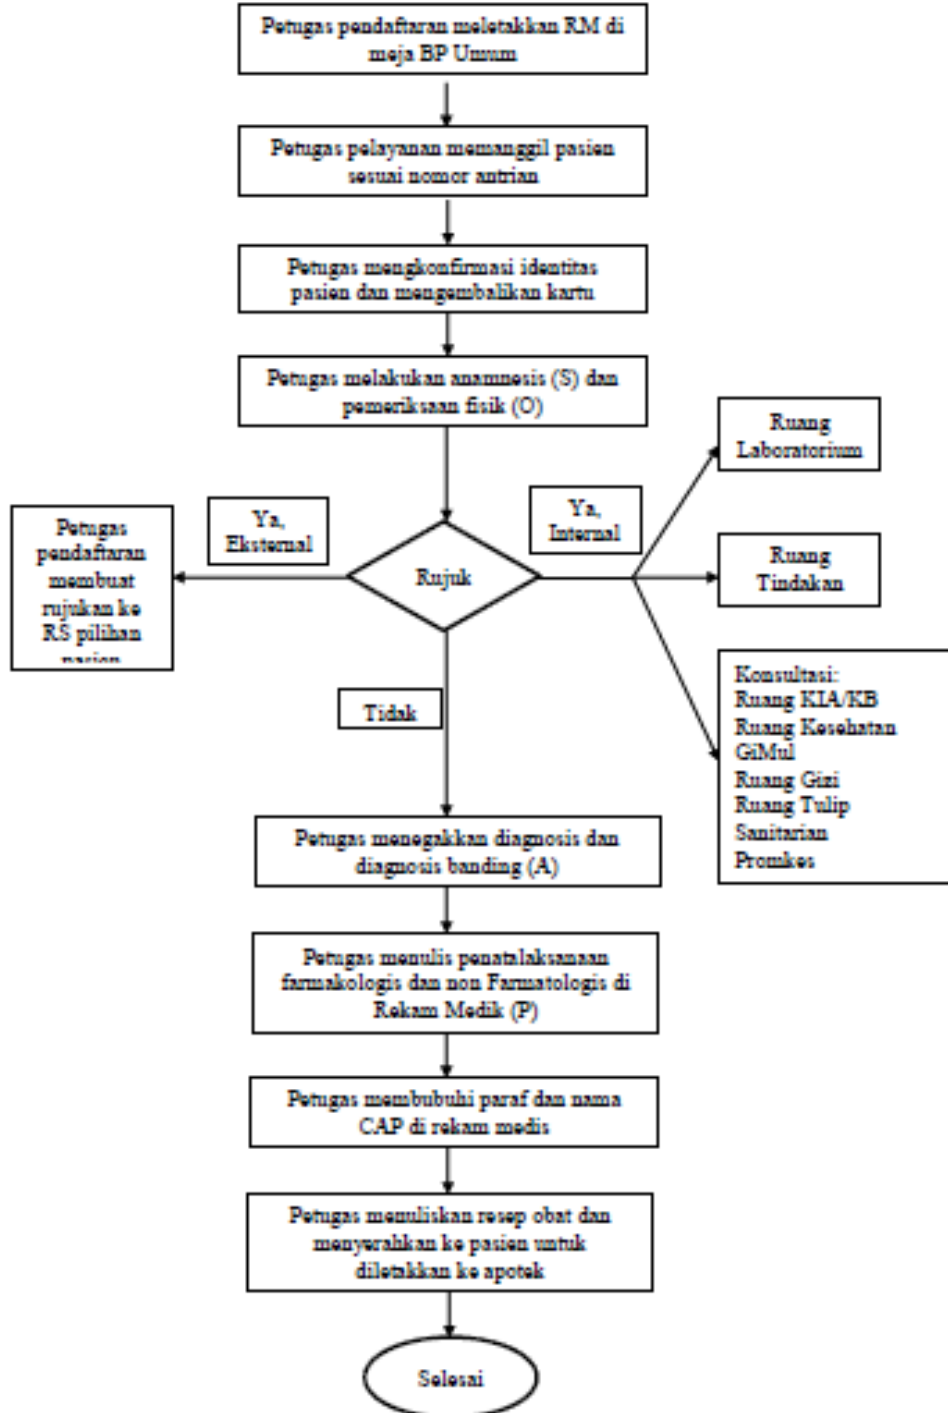 Petugas pendaftaran meletakkan RM di
meja BP Umum
Petugas pelayanan memanggil pasien
sesuai nomor antrian
Petugas mengkonfirmasi identitas
pasien dan mengembalikan kartu
Petugas melakukan anamnesis (S) dan
pemeriksaan fisik (O)
Ruang
Laboratorium
Ya,
Eksternal
Ya,
Internal
Petugas
pendaftaran
membuat
rujukan ke
RS pilihan
pasien
Rujuk
Ruang
Tindakan
Tidak
Konsultasi:
Ruang KIA/KB
Ruang Kesehatan
GiMul
Ruang Gizi
Ruang Tulip
Sanitarian
Promkes
Petugas menegakkan diagnosis dan
diagnosis banding (A)
Petugas menulis penatalaksanaan
farmakologis dan non Farmatologis di
Rekam Medik (P)
Petugas membubuhi paraf dan nama
CAP di rekam medis
Petugas menuliskan resep obat dan
menyerahkan ke pasien untuk
diletakkan ke apotek
Selesai